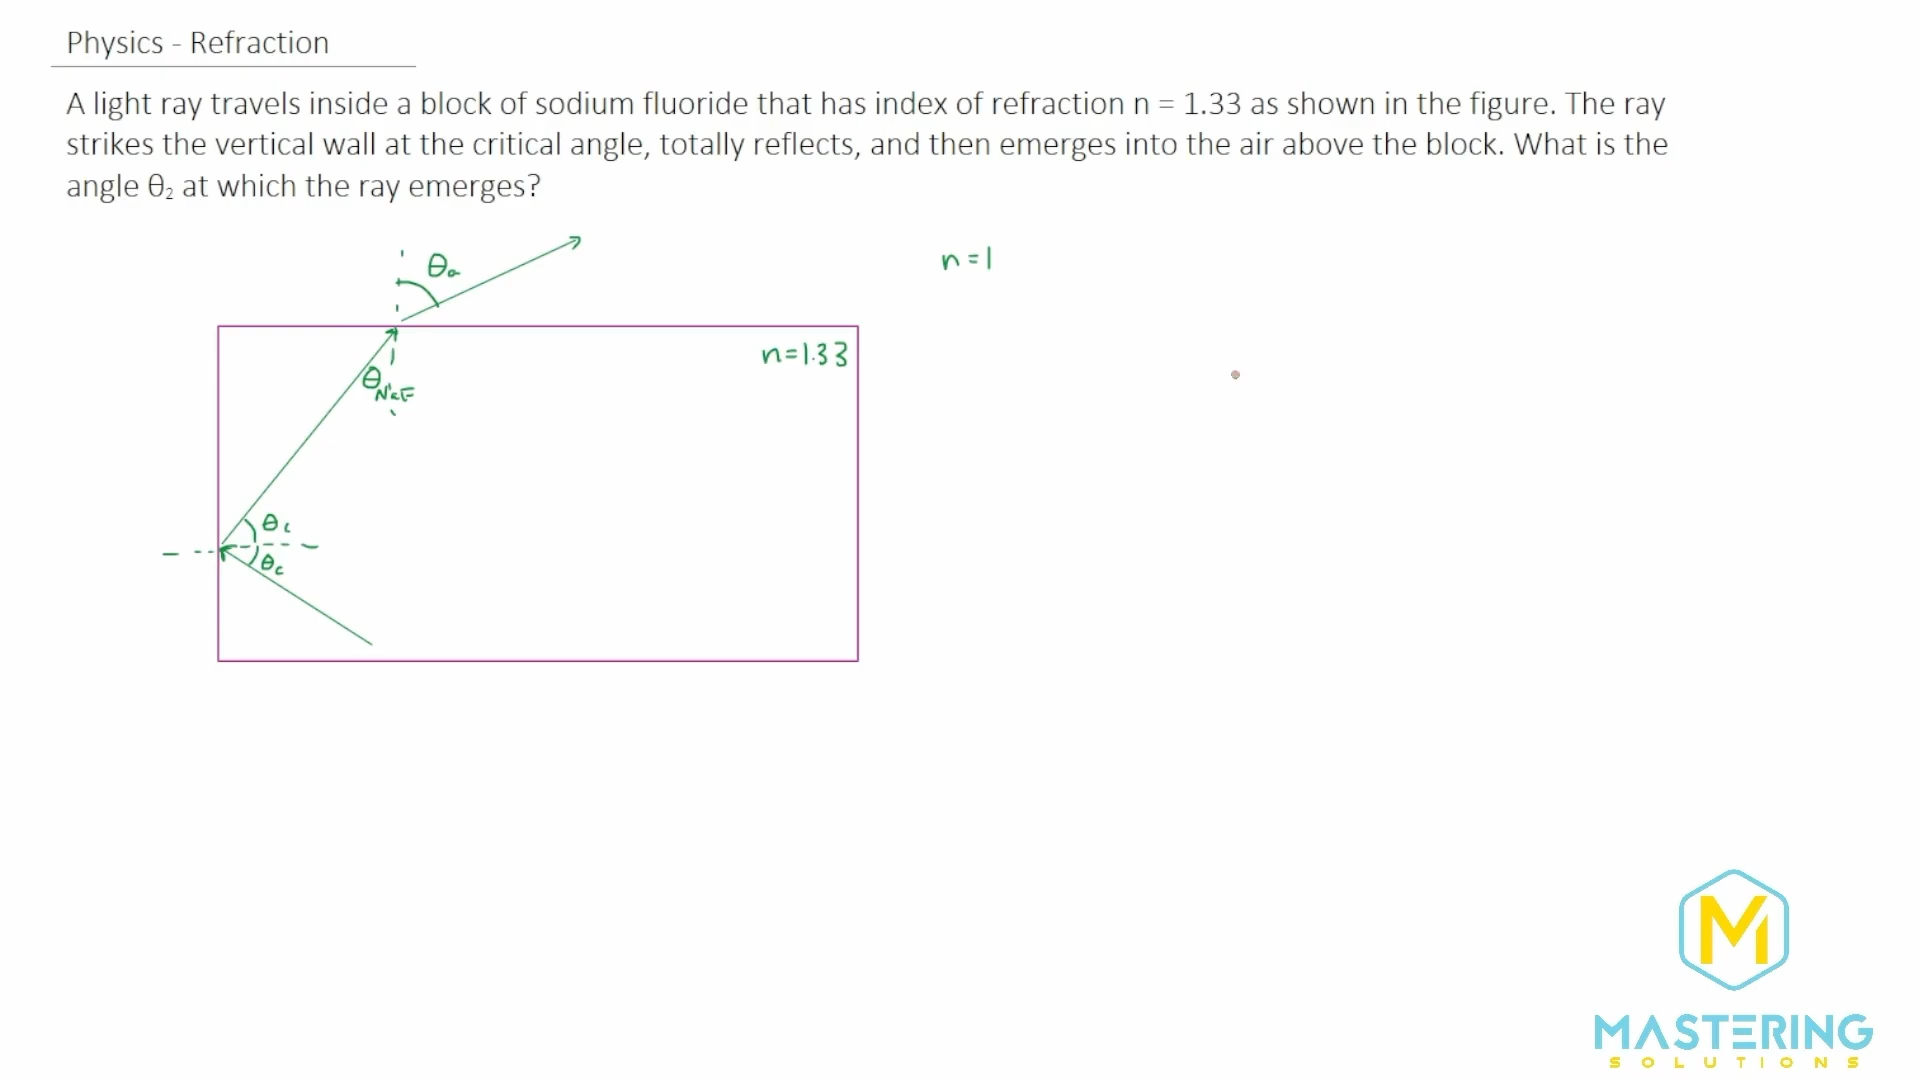 Physics - Refraction
A light ray travels inside a block of sodium fluoride that has index of refraction n = 1.33 as shown in the figure. The ray
strikes the vertical wall at the critical angle, totally reflects, and then emerges into the air above the block. What is the
angle θ₂ at which the ray emerges?
θa
n=1
n=1.33
θNaF
θc
θc
M
MASTERING
SOLUTIONS